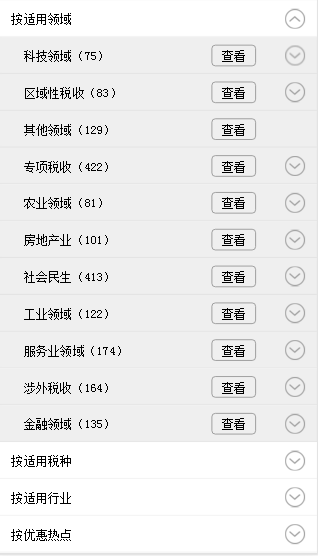 按适用领域
科技领域（75） 查看
区域性税收（83） 查看
其他领域（129） 查看
专项税收（422） 查看
农业领域（81） 查看
房地产业（101） 查看
社会民生（413） 查看
工业领域（122） 查看
服务业领域（174） 查看
涉外税收（164） 查看
金融领域（135） 查看
按适用税种
按适用行业
按优惠热点